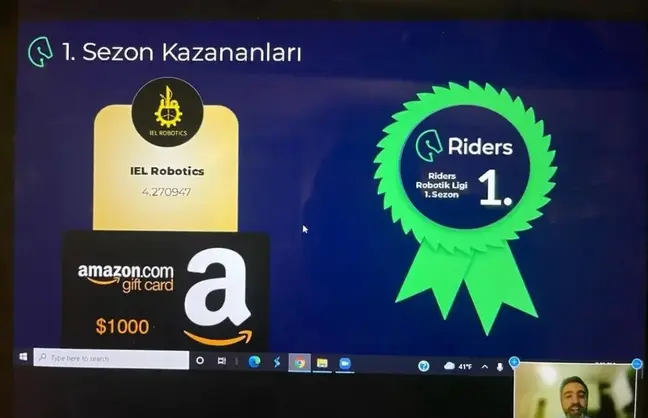 1. Sezon Kazananları
IEL ROBOTICS
IEL Robotics
4.270947
amazon.com
gift card
a
$1000
Riders
Riders
Robotik Ligi
1. Sezon
1.
Type here to search
41°F